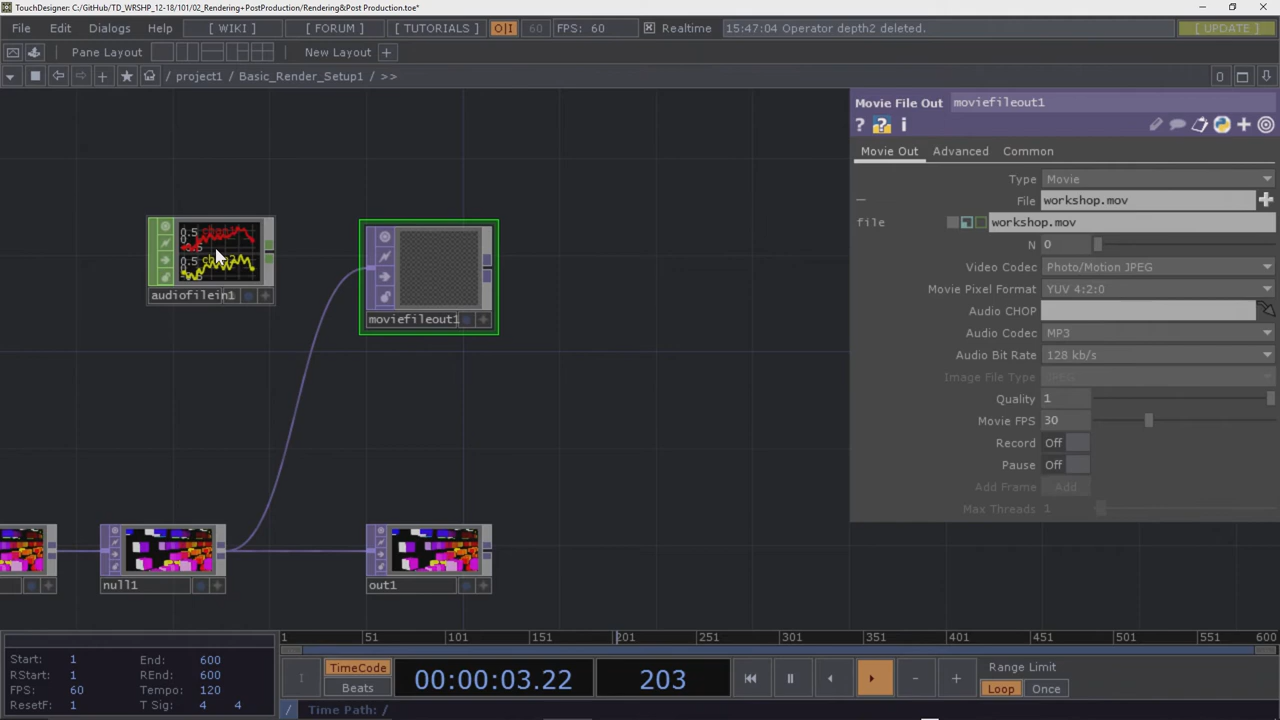 TouchDesigner: C:/GitHub/TD_WRSHP_12-18/101/02_Rendering+PostProduction/Rendering&Post Production.toe*
File Edit Dialogs Help [ WIKI ] [ FORUM ] [ TUTORIALS ] O|I 60 FPS: 60 Realtime 15:47:04 Operator depth2 deleted. [ UPDATE ]
Pane Layout New Layout +
/ project1 / Basic_Render_Setup1 / >> 0
Movie File Out moviefileout1
? ? i
Movie Out Advanced Common
Type Movie
File workshop.mov
file workshop.mov
N 0
Video Codec Photo/Motion JPEG
Movie Pixel Format YUV 4:2:0
Audio CHOP
Audio Codec MP3
Audio Bit Rate 128 kb/s
Image File Type JPEG
Quality 1
Movie FPS 30
Record Off
Pause Off
Add Frame Add
Max Threads 1
audiofilein1
moviefileout1
null1
out1
1 51 101 151 201 251 301 351 401 451 501 551 600
Start: 1 End: 600
RStart: 1 REnd: 600
FPS: 60 Tempo: 120
ResetF: 1 T Sig: 4 4
1 TimeCode
Beats
00:00:03.22 203
Range Limit
Loop Once
/ Time Path: /